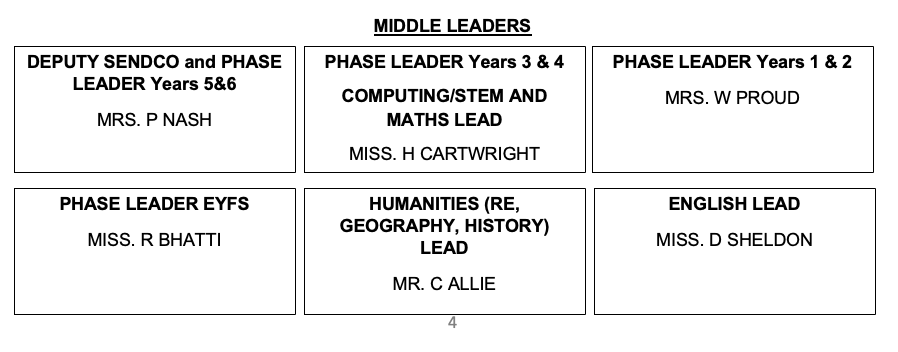 MIDDLE LEADERS
DEPUTY SENDCO and PHASE
LEADER Years 5&6
MRS. P NASH
PHASE LEADER Years 3 & 4
COMPUTING/STEM AND
MATHS LEAD
MISS. H CARTWRIGHT
PHASE LEADER Years 1 & 2
MRS. W PROUD
PHASE LEADER EYFS
MISS. R BHATTI
HUMANITIES (RE,
GEOGRAPHY, HISTORY)
LEAD
MR. C ALLIE
ENGLISH LEAD
MISS. D SHELDON
4